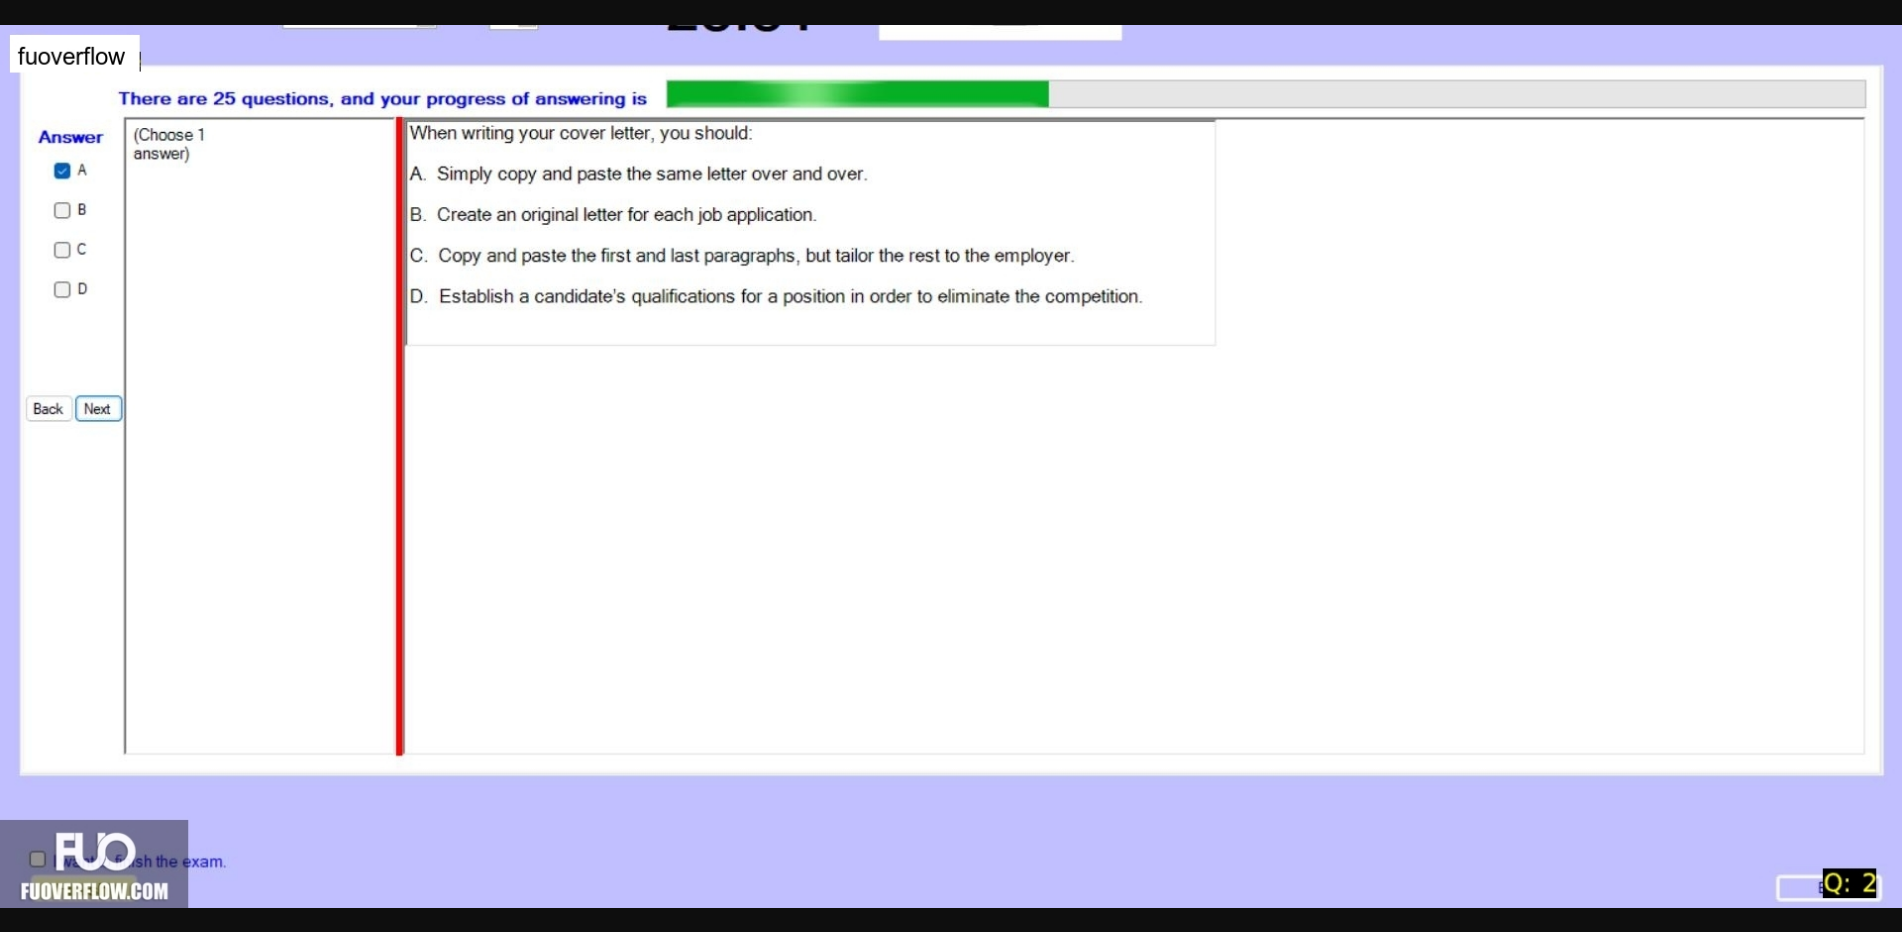 fuoverflow
There are 25 questions, and your progress of answering is
Answer
A
B
C
D
(Choose 1
answer)
When writing your cover letter, you should:
A. Simply copy and paste the same letter over and over.
B. Create an original letter for each job application.
C. Copy and paste the first and last paragraphs, but tailor the rest to the employer.
D. Establish a candidate's qualifications for a position in order to eliminate the competition.
Back Next
FUO
the exam.
FUOVERFLOW.COM
Q: 2